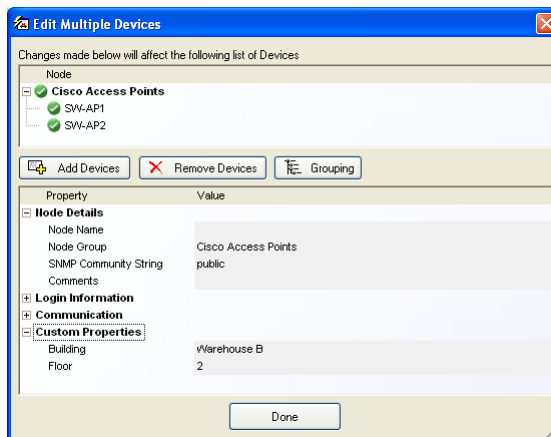 Edit Multiple Devices
Changes made below will affect the following list of Devices
Node
Cisco Access Points
SW-AP1
SW-AP2
Add Devices Remove Devices Grouping
Property Value
Node Details
Node Name
Node Group Cisco Access Points
SNMP Community String public
Comments
Login Information
Communication
Custom Properties
Building Warehouse B
Floor 2
Done